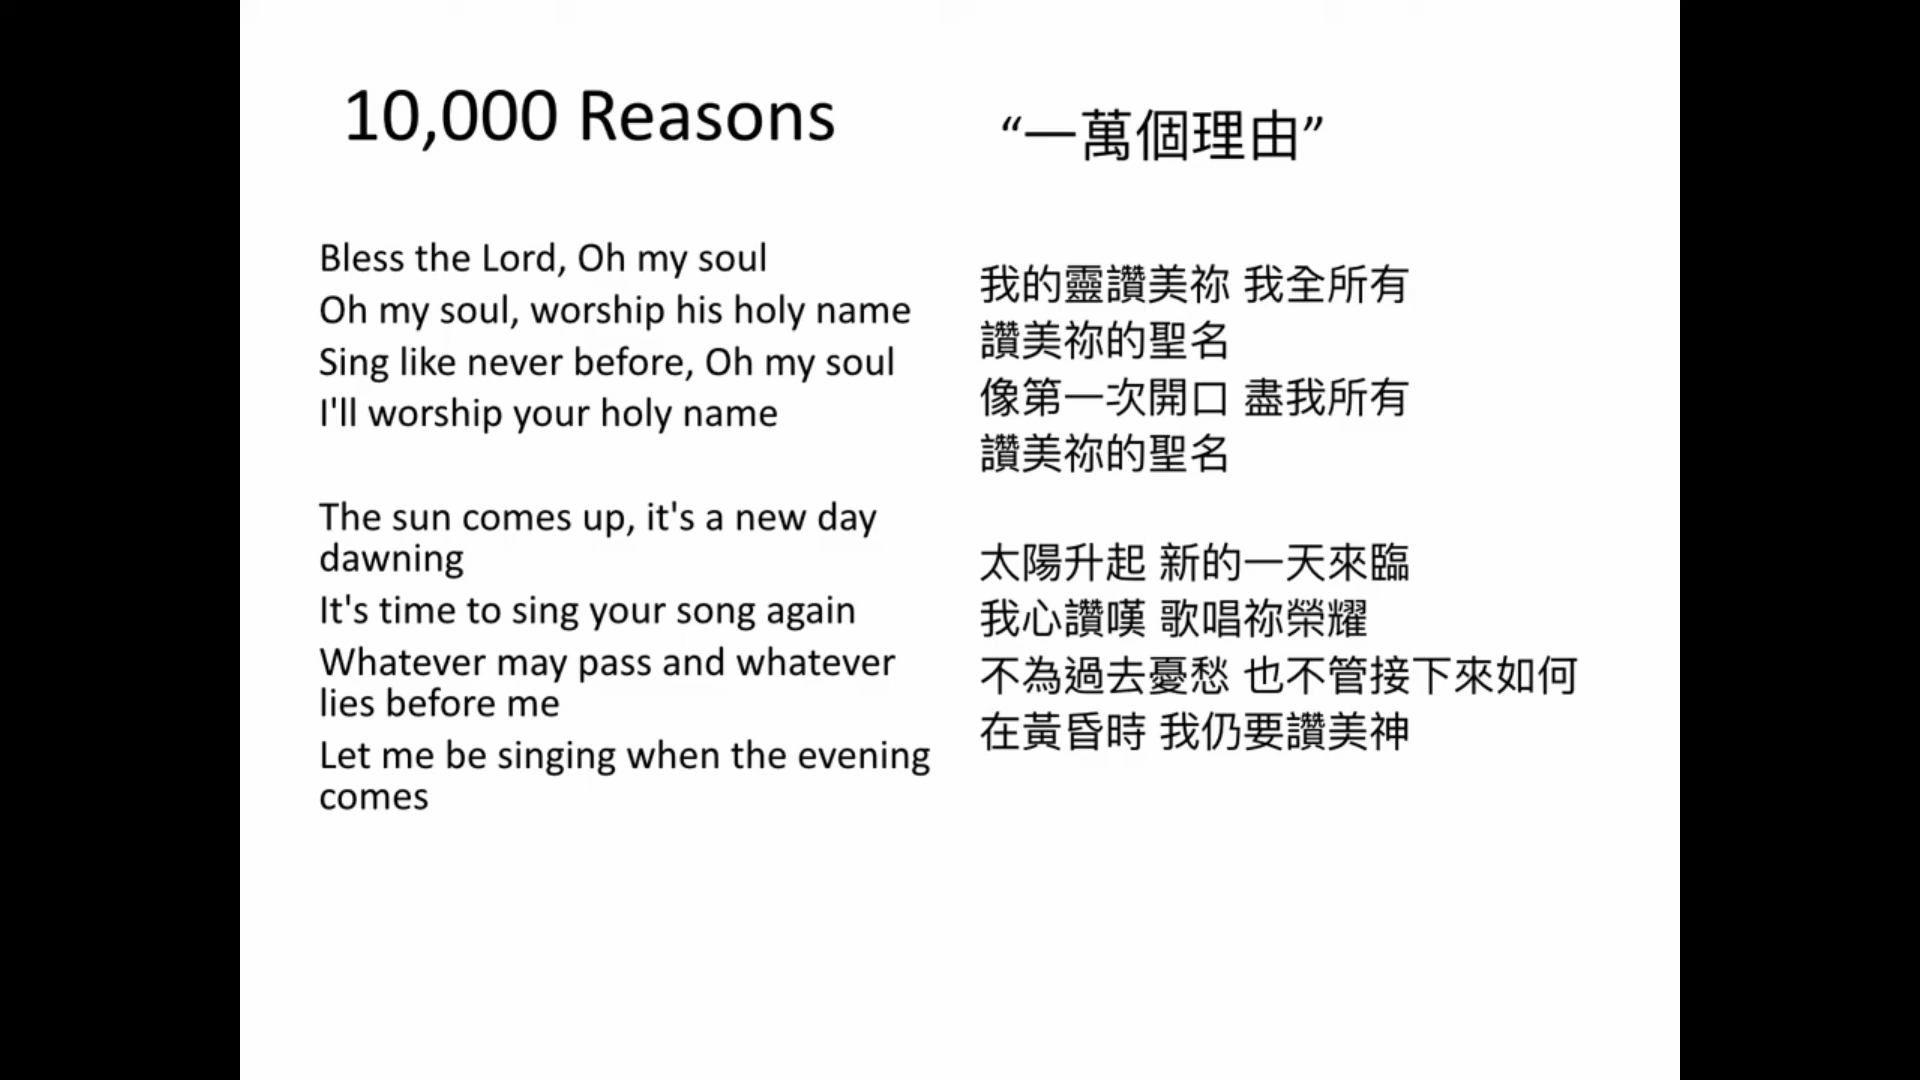 10,000 Reasons
Bless the Lord, Oh my soul
Oh my soul, worship his holy name
Sing like never before, Oh my soul
I'll worship your holy name
The sun comes up, it's a new day
dawning
It's time to sing your song again
Whatever may pass and whatever
lies before me
Let me be singing when the evening
comes
“一萬個理由”
我的靈讚美祢 我全所有
讚美祢的聖名
像第一次開口 盡我所有
讚美祢的聖名
太陽升起 新的一天來臨
我心讚嘆 歌唱祢榮耀
不為過去憂愁 也不管接下來如何
在黃昏時 我仍要讚美神